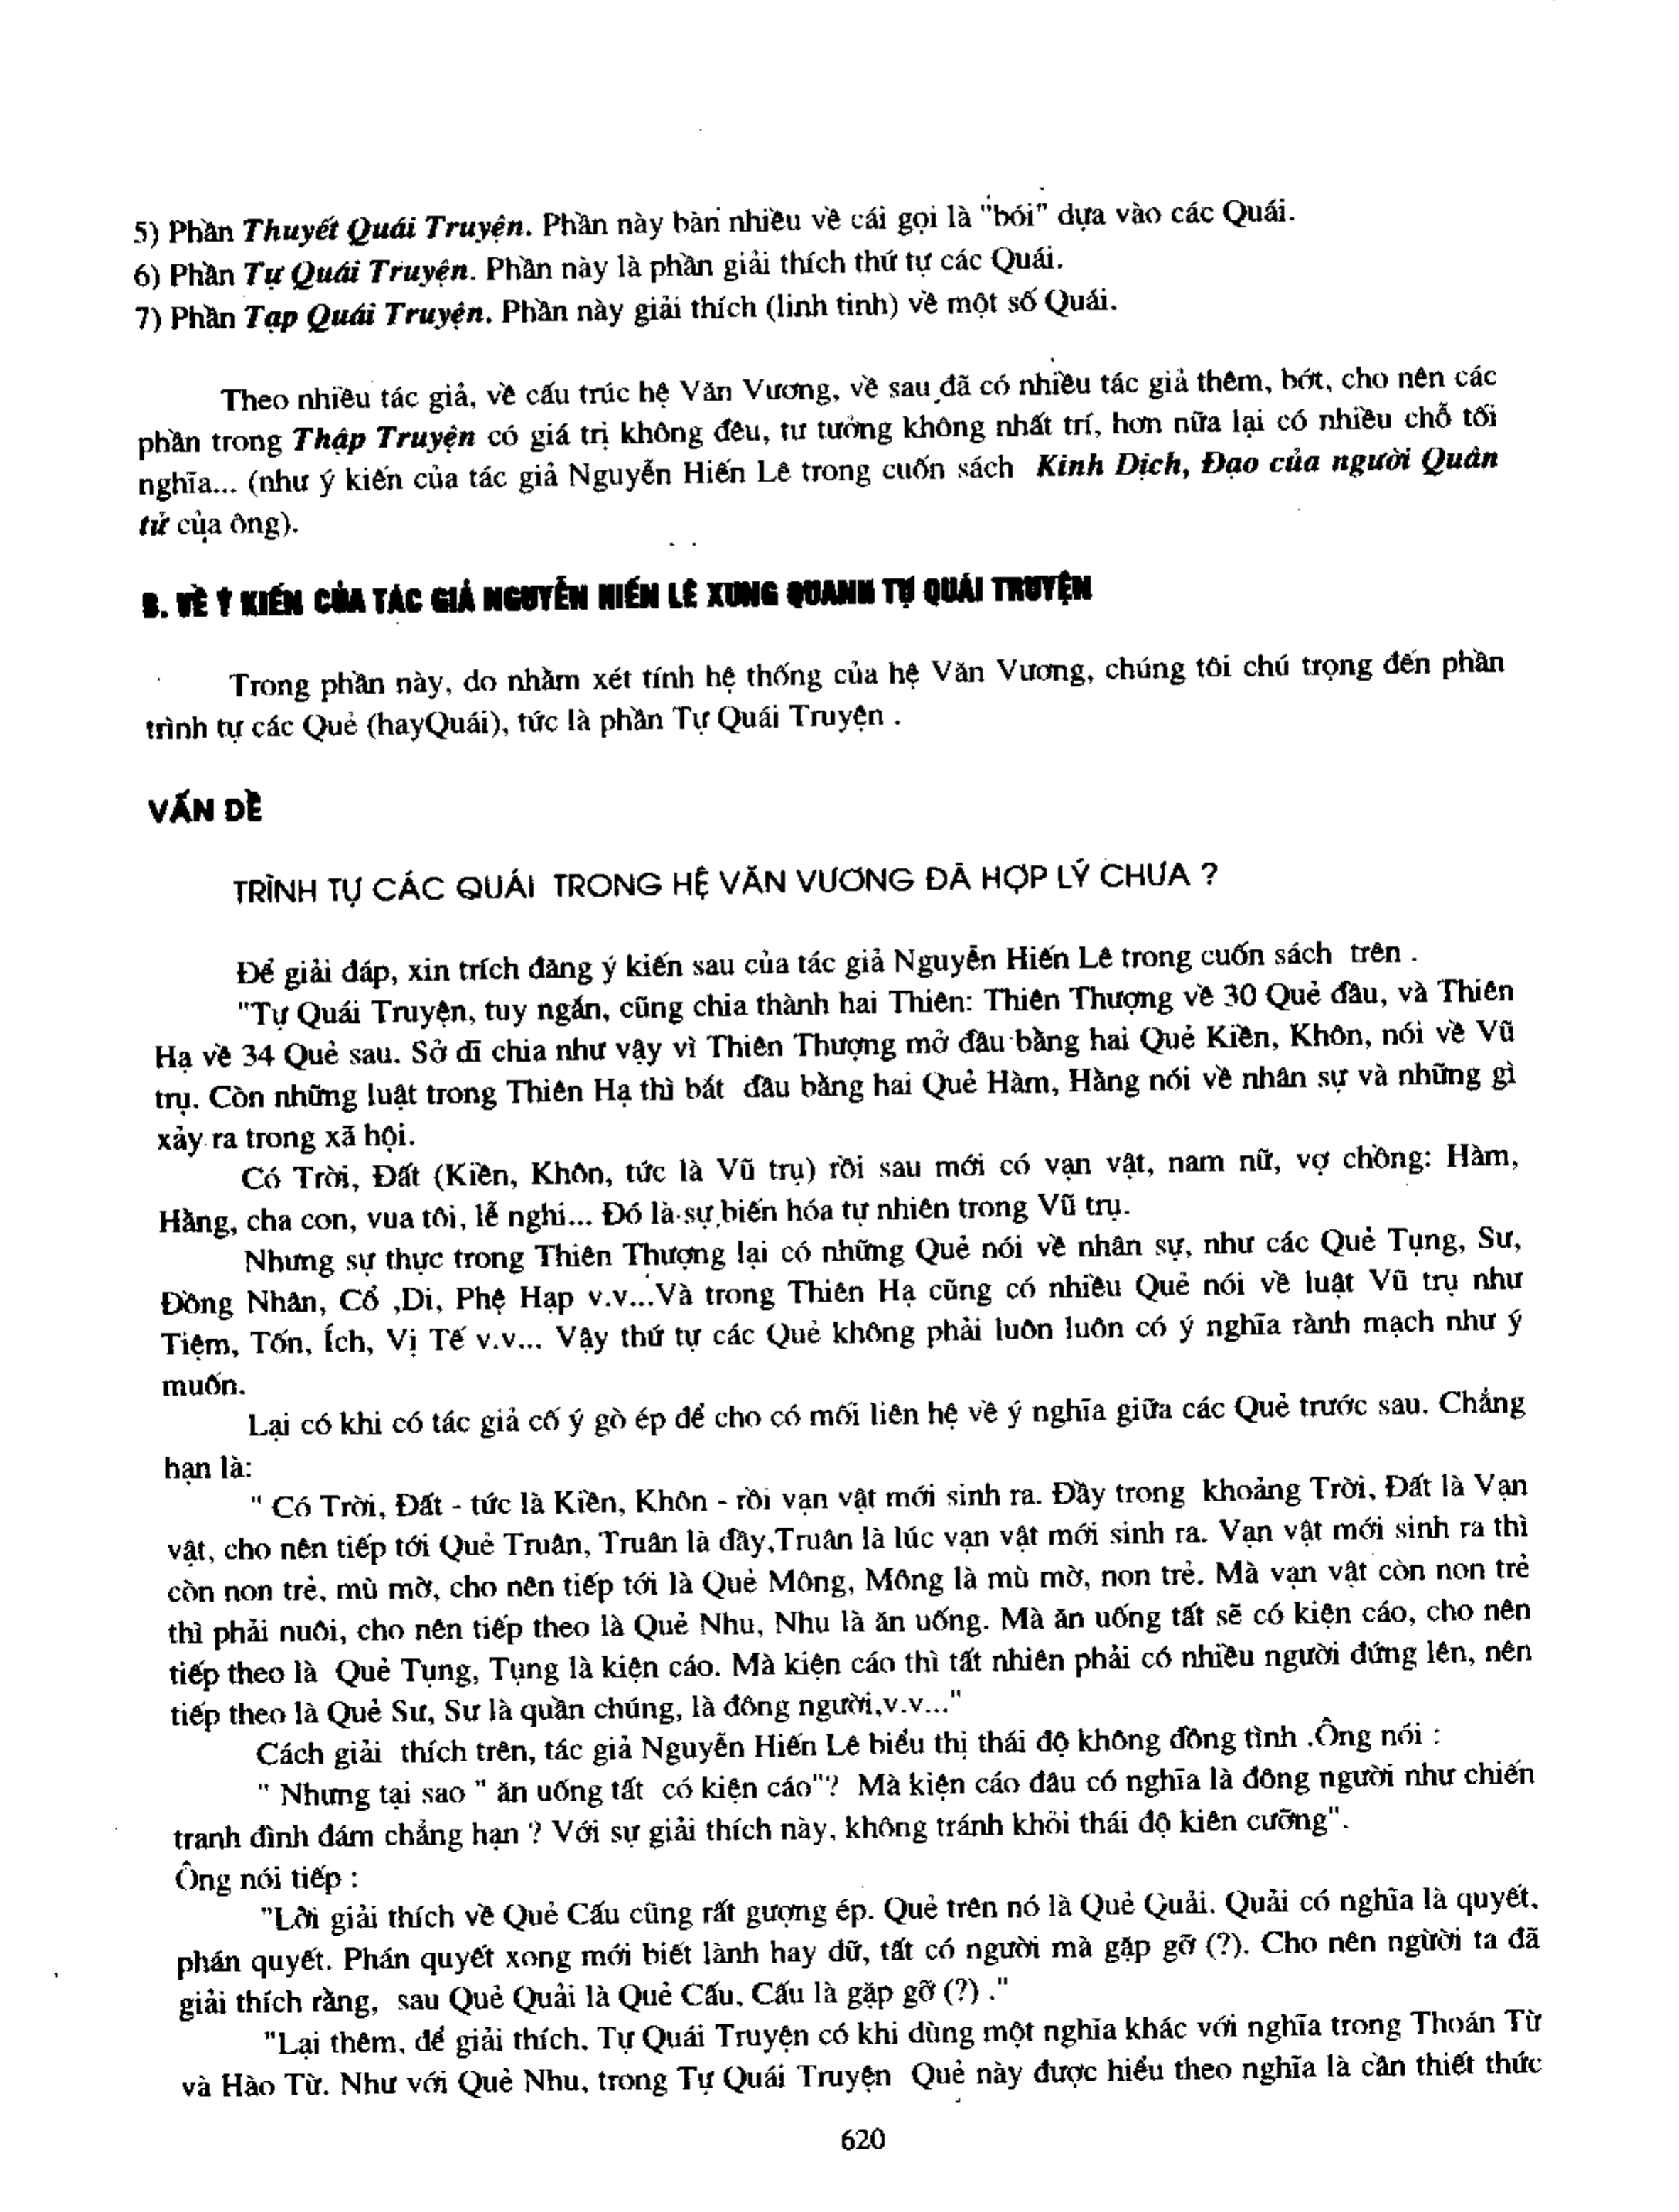 5) Phần Thuyết Quái Truyện. Phần này bàn nhiều về cái gọi là "bói" dựa vào các Quái.
6) Phần Tự Quái Truyện. Phần này là phần giải thích thứ tự các Quái.
7) Phần Tạp Quái Truyện. Phần này giải thích (linh tinh) về một số Quái.
Theo nhiều tác giả, về cấu trúc hệ Văn Vương, về sau đã có nhiều tác giả thêm, bớt, cho nên các
phần trong Thập Truyện có giá trị không đều, tư tưởng không nhất trí, hơn nữa lại có nhiều chỗ tối
nghĩa... (như ý kiến của tác giả Nguyễn Hiến Lê trong cuốn sách Kinh Dịch, Đạo của người Quân
tử của ông).
B. VỀ Ý KIẾN CỦA TÁC GIẢ NGUYỄN HIẾN LÊ XUNG QUANH TỰ QUÁI TRUYỆN
Trong phần này, do nhằm xét tính hệ thống của hệ Văn Vương, chúng tôi chú trọng đến phần
trình tự các Quẻ (hayQuái), tức là phần Tự Quái Truyện .
VẤN ĐỀ
TRÌNH TỰ CÁC QUÁI TRONG HỆ VĂN VƯƠNG ĐÃ HỢP LÝ CHƯA ?
Để giải đáp, xin trích đăng ý kiến sau của tác giả Nguyễn Hiến Lê trong cuốn sách trên .
"Tự Quái Truyện, tuy ngắn, cũng chia thành hai Thiên: Thiên Thượng về 30 Quẻ đầu, và Thiên
Hạ về 34 Quẻ sau. Sở dĩ chia như vậy vì Thiên Thượng mở đầu bằng hai Quẻ Kiền, Khôn, nói về Vũ
trụ. Còn những luật trong Thiên Hạ thì bắt đầu bằng hai Quẻ Hàm, Hằng nói về nhân sự và những gì
xảy ra trong xã hội.
Có Trời, Đất (Kiền, Khôn, tức là Vũ trụ) rồi sau mới có vạn vật, nam nữ, vợ chồng: Hàm,
Hằng, cha con, vua tôi, lễ nghi... Đó là sự biến hóa tự nhiên trong Vũ trụ.
Nhưng sự thực trong Thiên Thượng lại có những Quẻ nói về nhân sự, như các Quẻ Tụng, Sư,
Đồng Nhân, Cổ ,Di, Phệ Hạp v.v...Và trong Thiên Hạ cũng có nhiều Quẻ nói về luật Vũ trụ như
Tiệm, Tốn, Ích, Vị Tế v.v... Vậy thứ tự các Quẻ không phải luôn luôn có ý nghĩa rành mạch như ý
muốn.
Lại có khi có tác giả cố ý gò ép để cho có mối liên hệ về ý nghĩa giữa các Quẻ trước sau. Chẳng
hạn là:
" Có Trời, Đất - tức là Kiền, Khôn - rồi vạn vật mới sinh ra. Đầy trong khoảng Trời, Đất là Vạn
vật, cho nên tiếp tới Quẻ Truân, Truân là đầy,Truân là lúc vạn vật mới sinh ra. Vạn vật mới sinh ra thì
còn non trẻ, mù mờ, cho nên tiếp tới là Quẻ Mông, Mông là mù mờ, non trẻ. Mà vạn vật còn non trẻ
thì phải nuôi, cho nên tiếp theo là Quẻ Nhu, Nhu là ăn uống. Mà ăn uống tất sẽ có kiện cáo, cho nên
tiếp theo là Quẻ Tụng, Tụng là kiện cáo. Mà kiện cáo thì tất nhiên phải có nhiều người đứng lên, nên
tiếp theo là Quẻ Sư, Sư là quần chúng, là đông người,v.v..."
Cách giải thích trên, tác giả Nguyễn Hiến Lê biểu thị thái độ không đồng tình .Ông nói :
" Nhưng tại sao " ăn uống tất có kiện cáo"? Mà kiện cáo đâu có nghĩa là đông người như chiến
tranh đình đám chẳng hạn ? Với sự giải thích này, không tránh khỏi thái độ kiên cưỡng".
Ông nói tiếp :
"Lời giải thích về Quẻ Cấu cũng rất gượng ép. Quẻ trên nó là Quẻ Quải. Quải có nghĩa là quyết,
phán quyết. Phán quyết xong mới biết lành hay dữ, tất có người mà gặp gỡ (?). Cho nên người ta đã
giải thích rằng, sau Quẻ Quải là Quẻ Cấu, Cấu là gặp gỡ (?) ."
"Lại thêm, để giải thích, Tự Quái Truyện có khi dùng một nghĩa khác với nghĩa trong Thoán Từ
và Hào Từ. Như với Quẻ Nhu, trong Tự Quái Truyện Quẻ này được hiểu theo nghĩa là cần thiết thức
620